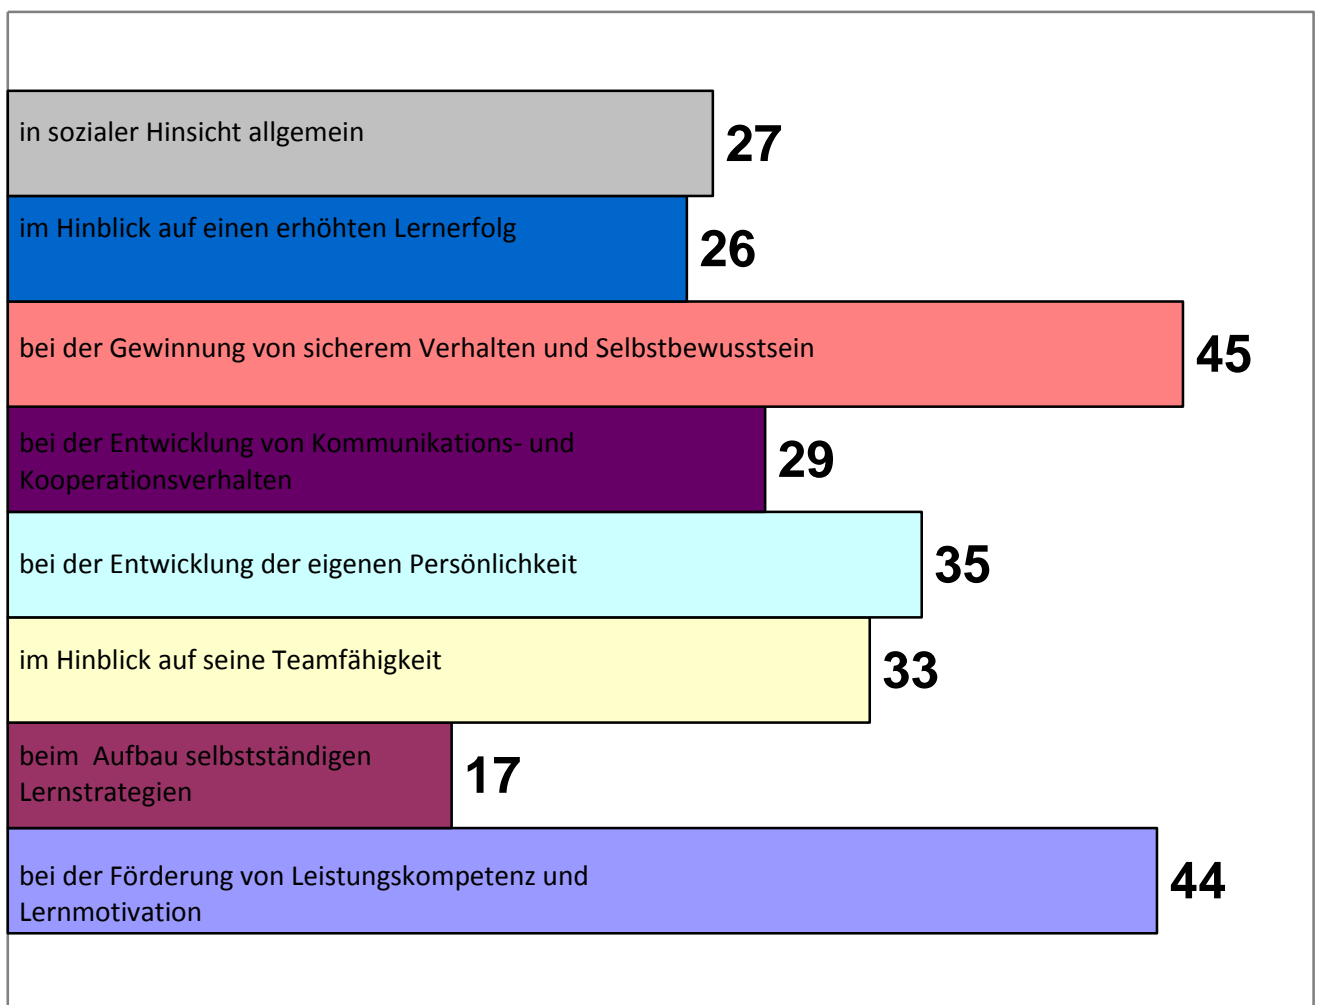 in sozialer Hinsicht allgemein
27
im Hinblick auf einen erhöhten Lernerfolg
26
bei der Gewinnung von sicherem Verhalten und Selbstbewusstsein
45
bei der Entwicklung von Kommunikations- und
Kooperationsverhalten
29
bei der Entwicklung der eigenen Persönlichkeit
35
im Hinblick auf seine Teamfähigkeit
33
beim  Aufbau selbstständigen
Lernstrategien
17
bei der Förderung von Leistungskompetenz und
Lernmotivation
44